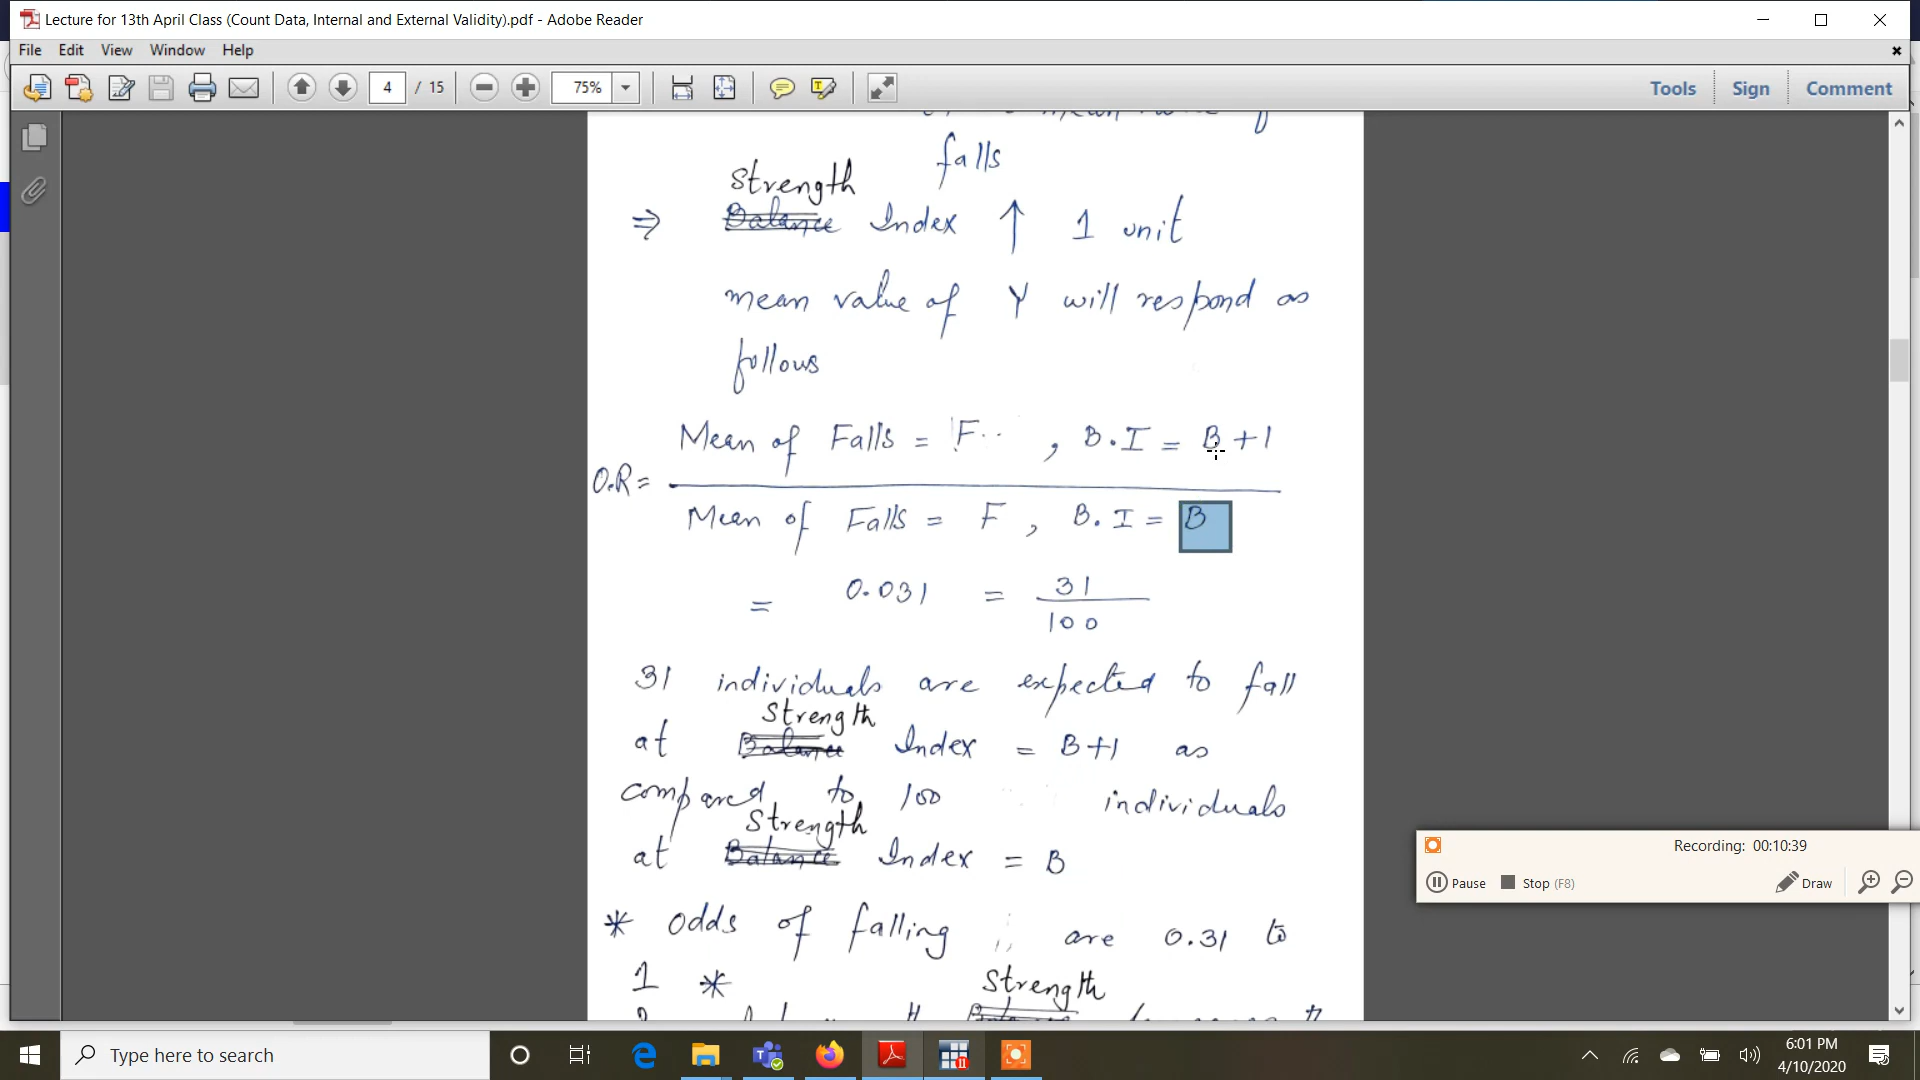 Lecture for 13th April Class (Count Data, Internal and External Validity).pdf - Adobe Reader
File Edit View Window Help
4 / 15 75% Tools Sign Comment
falls
Strength
⇒ Balance Index ↑ 1 unit
mean value of Y will respond as
follows
Mean of Falls = F.. , B.I = B+1
O.R =
Mean of Falls = F , B.I = B
= 0.031 = 31
100
31 individuals are expected to fall
Strength
at Balance Index = B+1 as
compared to 100 individuals
Strength
at Balance Index = B
* odds of falling are 0.31 to
1 *
Strength
Recording: 00:10:39
Pause Stop (F8) Draw
Type here to search
6:01 PM
4/10/2020